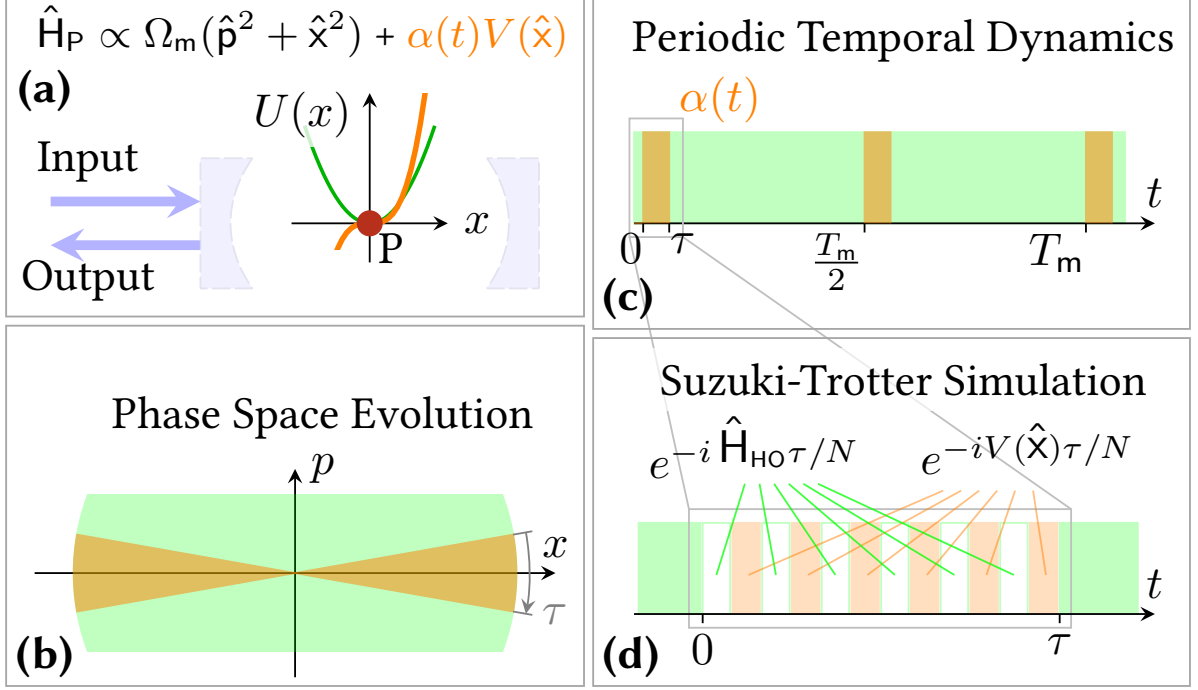 Ĥ_P ∝ Ω_m(p̂² + x̂²) + α(t)V(x̂)
(a)
U(x)
Input
x
P
Output
Phase Space Evolution
p
x
τ
(b)
Periodic Temporal Dynamics
α(t)
t
0 τ T_m/2 T_m
(c)
Suzuki-Trotter Simulation
e^{-i Ĥ_HO τ/N} e^{-iV(x̂)τ/N}
t
0 τ
(d)